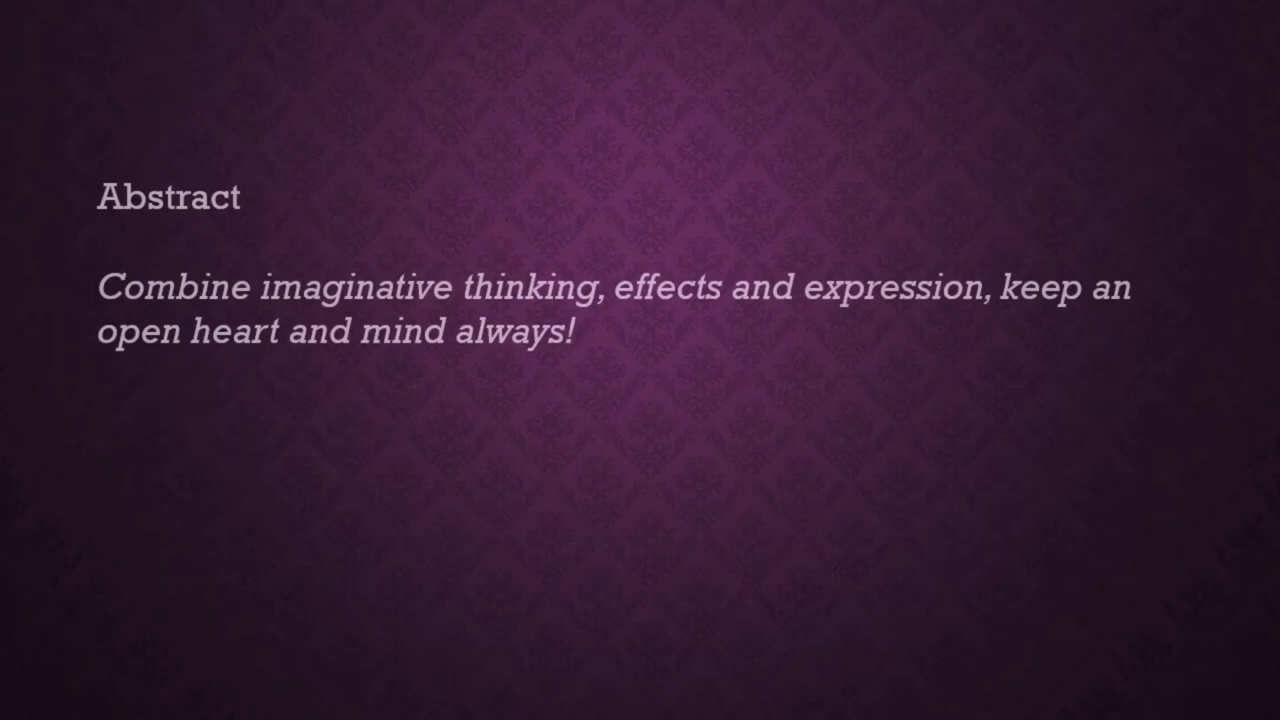 Abstract
Combine imaginative thinking, effects and expression, keep an
open heart and mind always!